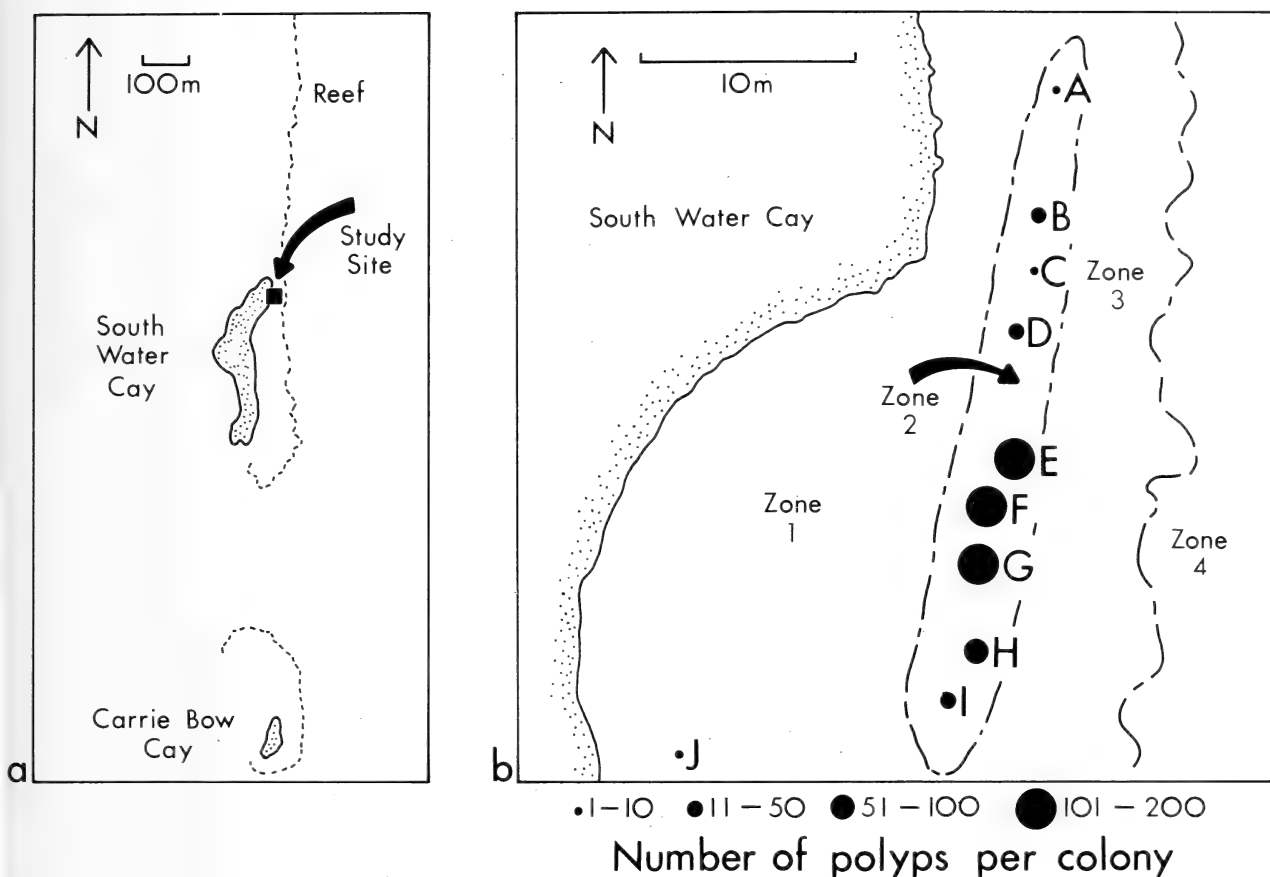 100m
N
Reef
Study
Site
South
Water
Cay
Carrie Bow
Cay
a
10m
N
South Water Cay
A
B
C
Zone
3
D
Zone
2
E
Zone
1
F
G
Zone
4
H
I
J
b
1-10 11-50 51-100 101-200
Number of polyps per colony